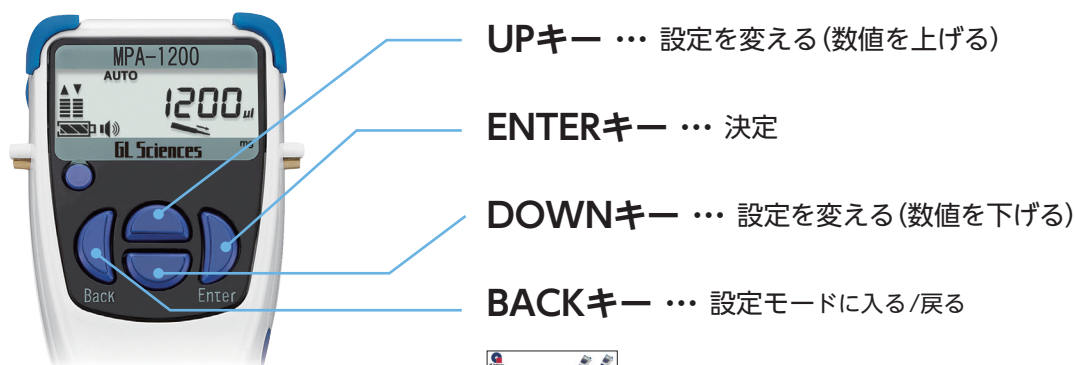 MPA-1200
AUTO
1200µl
GL Sciences
Back
Enter
UPキー … 設定を変える(数値を上げる)
ENTERキー … 決定
DOWNキー … 設定を変える(数値を下げる)
BACKキー … 設定モードに入る/戻る